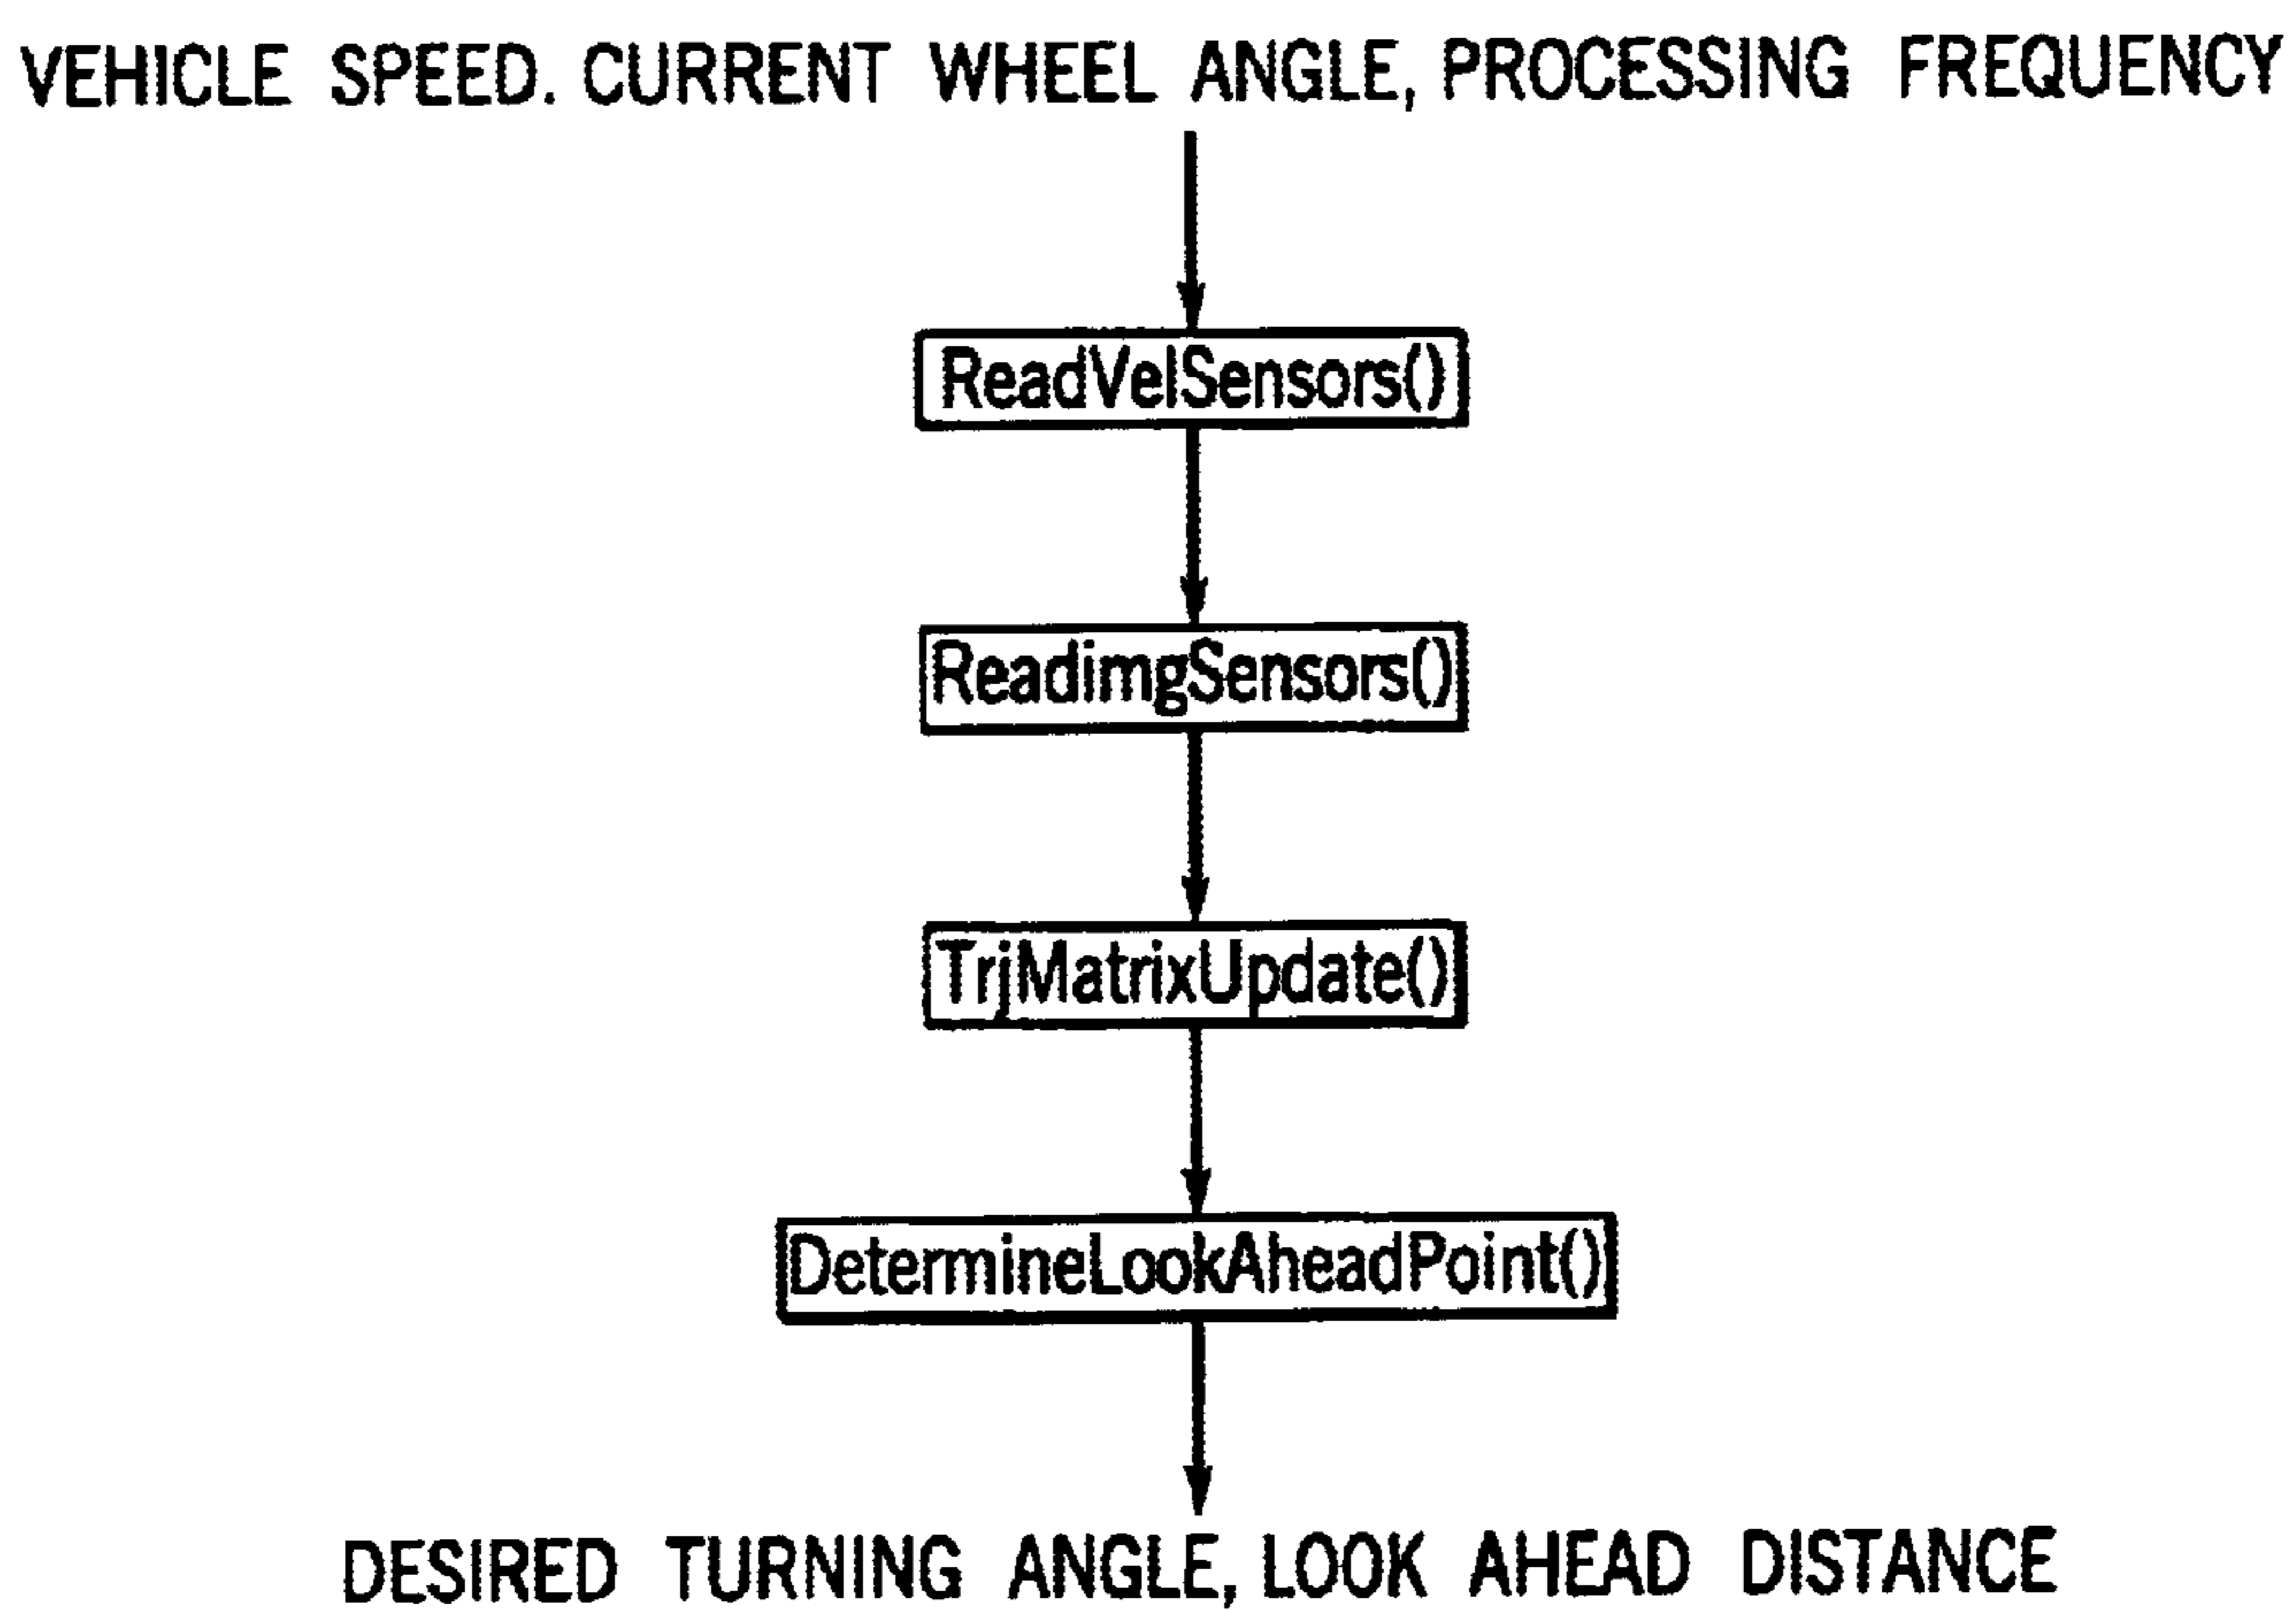 VEHICLE SPEED. CURRENT WHEEL ANGLE, PROCESSING FREQUENCY
ReadVelSensors()
ReadimgSensors()
TrjMatrixUpdate()
DetermineLookAheadPoint()
DESIRED TURNING ANGLE, LOOK AHEAD DISTANCE